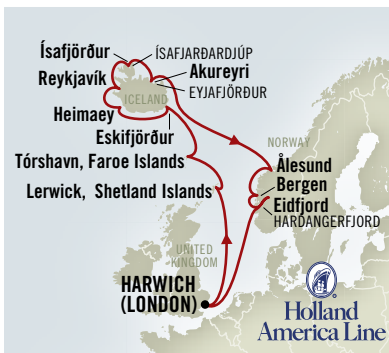 Ísafjörður
ÍSAFJARÐARDJÚP
Reykjavík
Akureyri
EYJAFJÖRÐUR
ICELAND
Heimaey
Eskifjörður
NORWAY
Tórshavn, Faroe Islands
Ålesund
Lerwick, Shetland Islands
Bergen
Eidfjord
HARDANGERFJORD
UNITED
KINGDOM
HARWICH
(LONDON)
Holland
America Line